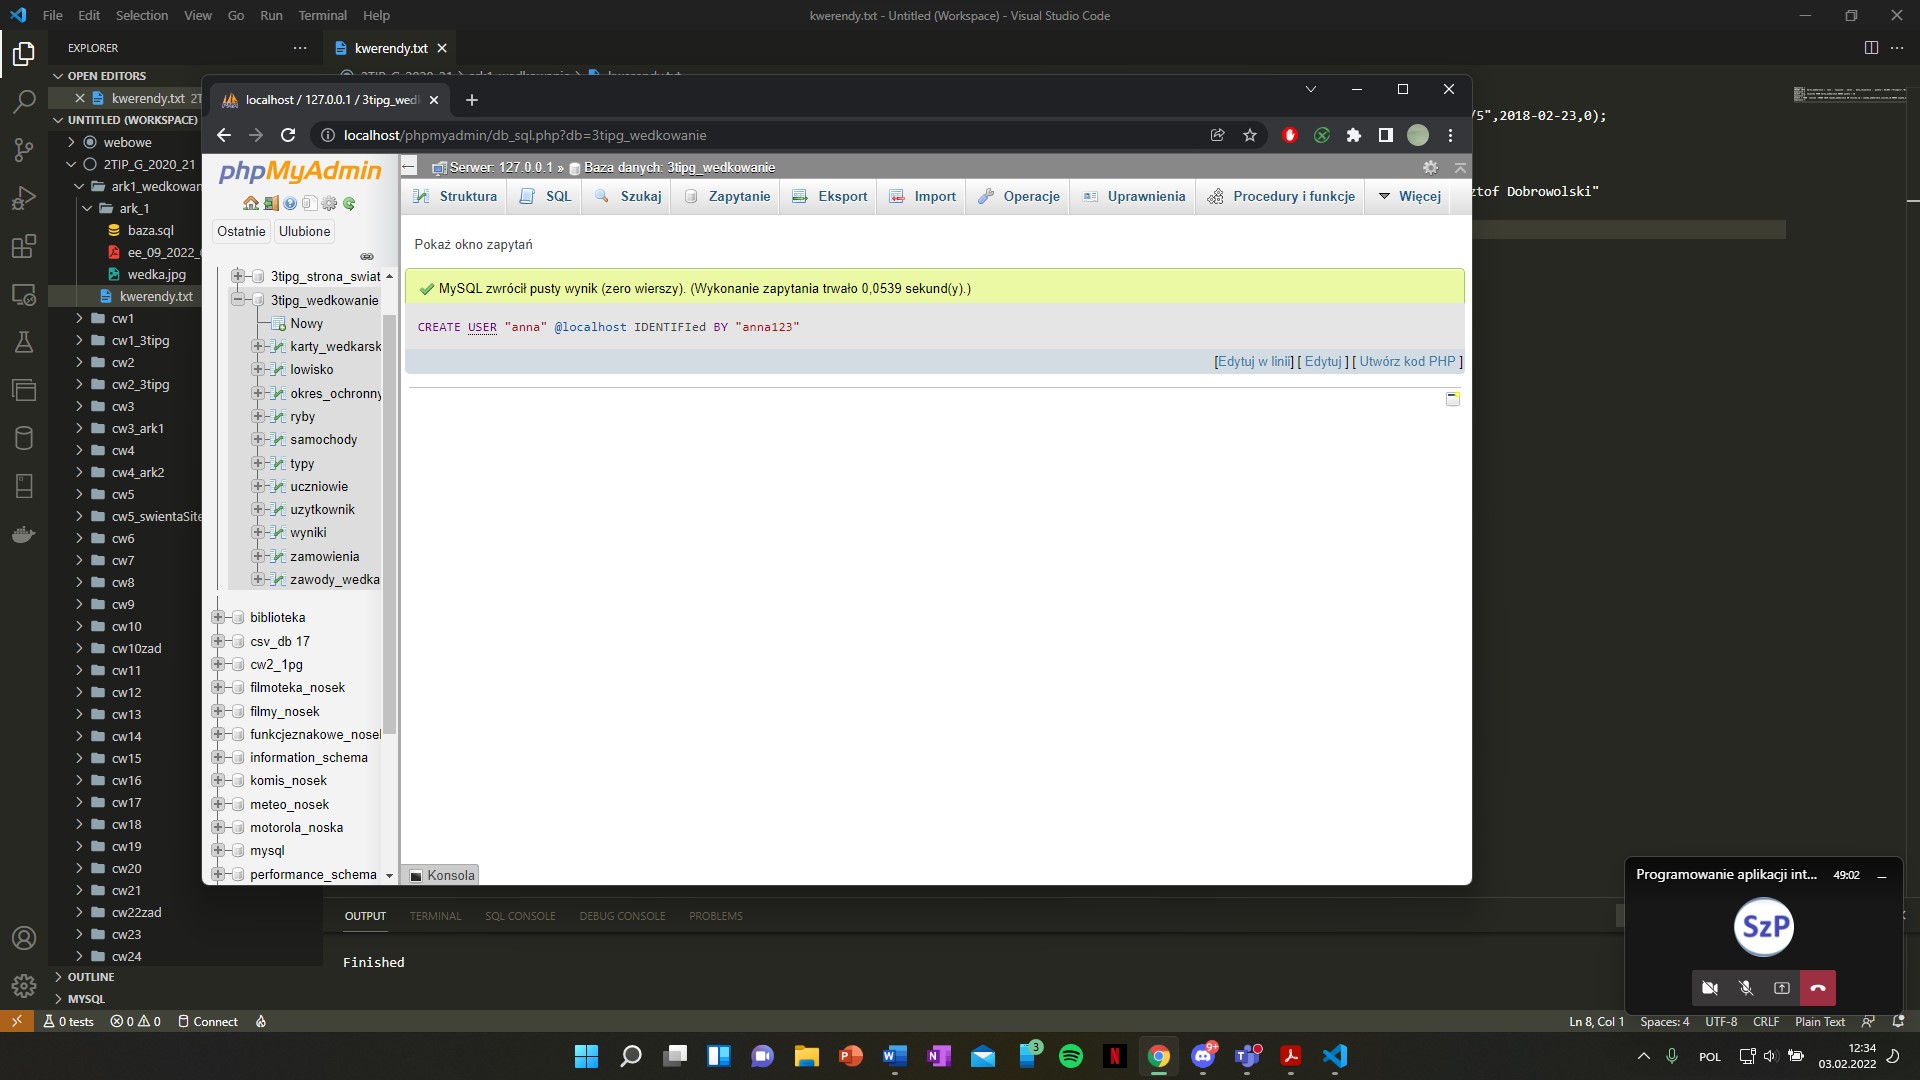 File Edit Selection View Go Run Terminal Help
kwerendy.txt - Untitled (Workspace) - Visual Studio Code
EXPLORER
kwerendy.txt
OPEN EDITORS
kwerendy.txt
UNTITLED (WORKSPACE)
webowe
2TIP_G_2020_21
ark1_wedkowan
ark_1
baza.sql
ee_09_2022_
wedka.jpg
kwerendy.txt
cw1
cw1_3tipg
cw2
cw2_3tipg
cw3
cw3_ark1
cw4
cw4_ark2
cw5
cw5_swientaSite
cw6
cw7
cw8
cw9
cw10
cw10zad
cw11
cw12
cw13
cw14
cw15
cw16
cw17
cw18
cw19
cw20
cw21
cw22zad
cw23
cw24
OUTLINE
MYSQL
/5",2018-02-23,0);
ztof Dobrowolski"
localhost / 127.0.0.1 / 3tipg_wed
localhost/phpmyadmin/db_sql.php?db=3tipg_wedkowanie
phpMyAdmin
Ostatnie Ulubione
3tipg_strona_swiat
3tipg_wedkowanie
Nowy
karty_wedkarsk
lowisko
okres_ochronny
ryby
samochody
typy
uczniowie
uzytkownik
wyniki
zamowienia
zawody_wedka
biblioteka
csv_db 17
cw2_1pg
filmoteka_nosek
filmy_nosek
funkcjeznakowe_nosek
information_schema
komis_nosek
meteo_nosek
motorola_noska
mysql
performance_schema
Serwer: 127.0.0.1 » Baza danych: 3tipg_wedkowanie
Struktura SQL Szukaj Zapytanie Eksport Import Operacje Uprawnienia Procedury i funkcje Więcej
Pokaż okno zapytań
MySQL zwrócił pusty wynik (zero wierszy). (Wykonanie zapytania trwało 0,0539 sekund(y).)
CREATE USER "anna" @localhost IDENTIFIed BY "anna123"
[Edytuj w linii] [ Edytuj ] [ Utwórz kod PHP ]
Konsola
OUTPUT TERMINAL SQL CONSOLE DEBUG CONSOLE PROBLEMS
Finished
Programowanie aplikacji int... 49:02
SzP
0 tests 0 0 Connect
Ln 8, Col 1 Spaces: 4 UTF-8 CRLF Plain Text
3
9+
POL
12:34
03.02.2022